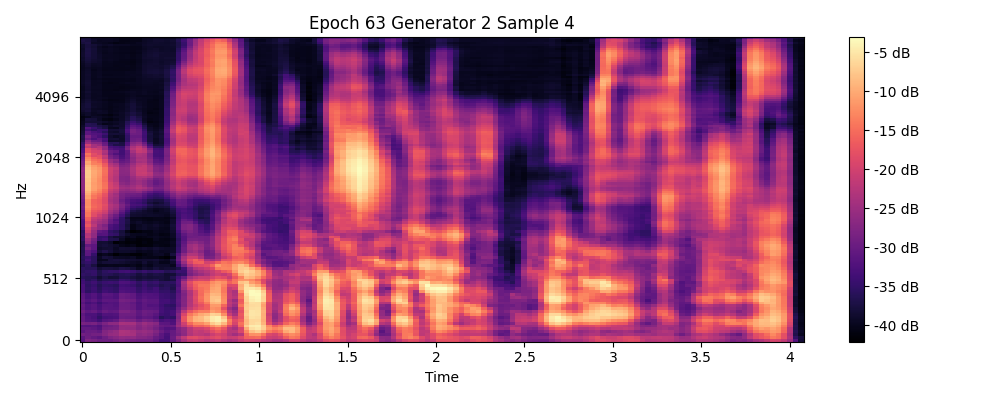 Epoch 63 Generator 2 Sample 4
Hz
4096
2048
1024
512
0
0 0.5 1 1.5 2 2.5 3 3.5 4
Time
-5 dB
-10 dB
-15 dB
-20 dB
-25 dB
-30 dB
-35 dB
-40 dB